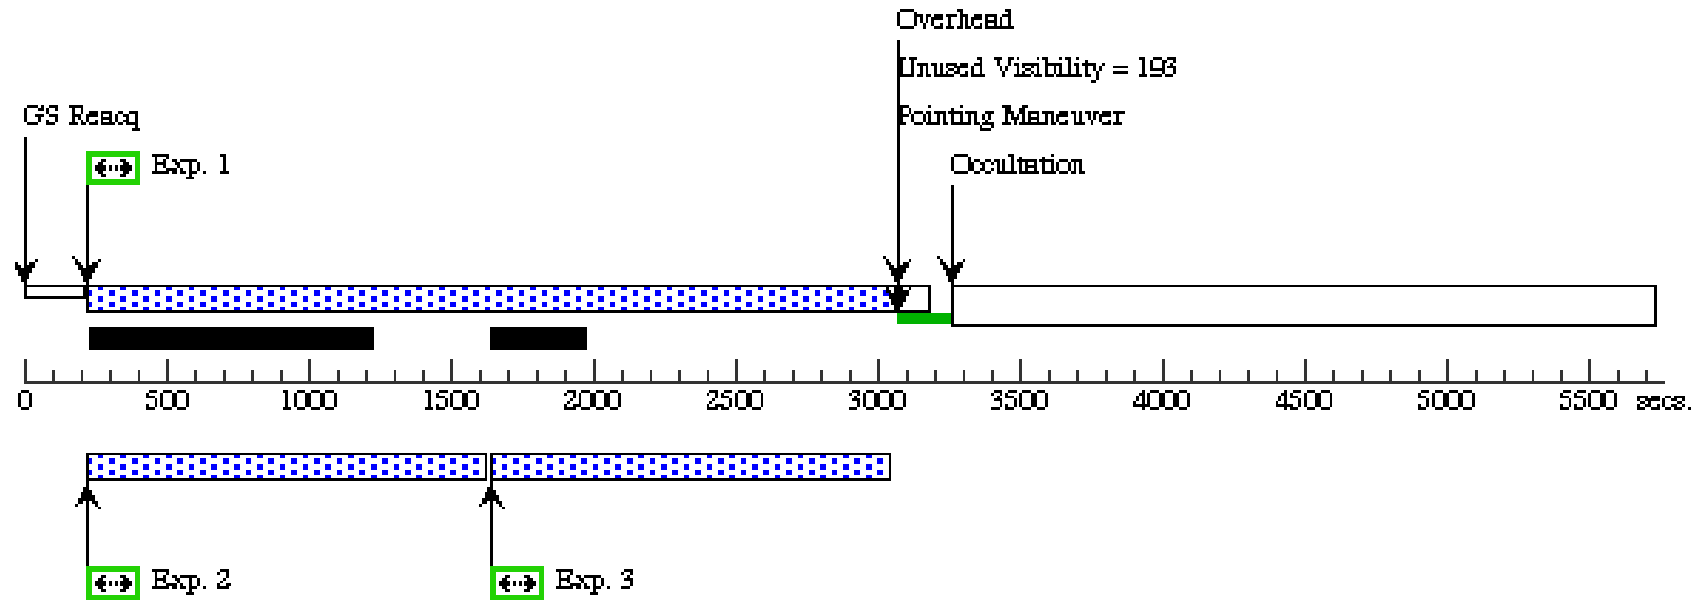 Overhead
Unused Visibility = 193
Pointing Maneuver
GS Reacq
Exp. 1
Occultation
0 500 1000 1500 2000 2500 3000 3500 4000 4500 5000 5500 secs.
Exp. 2 Exp. 3